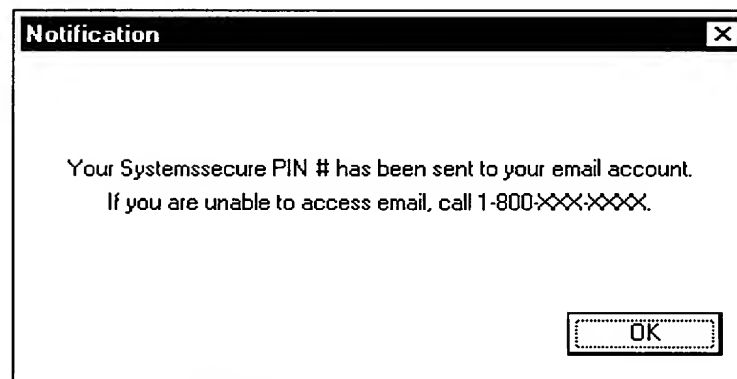 Notification
Your Systemssecure PIN # has been sent to your email account.
If you are unable to access email, call 1-800-XXX-XXXX.
OK